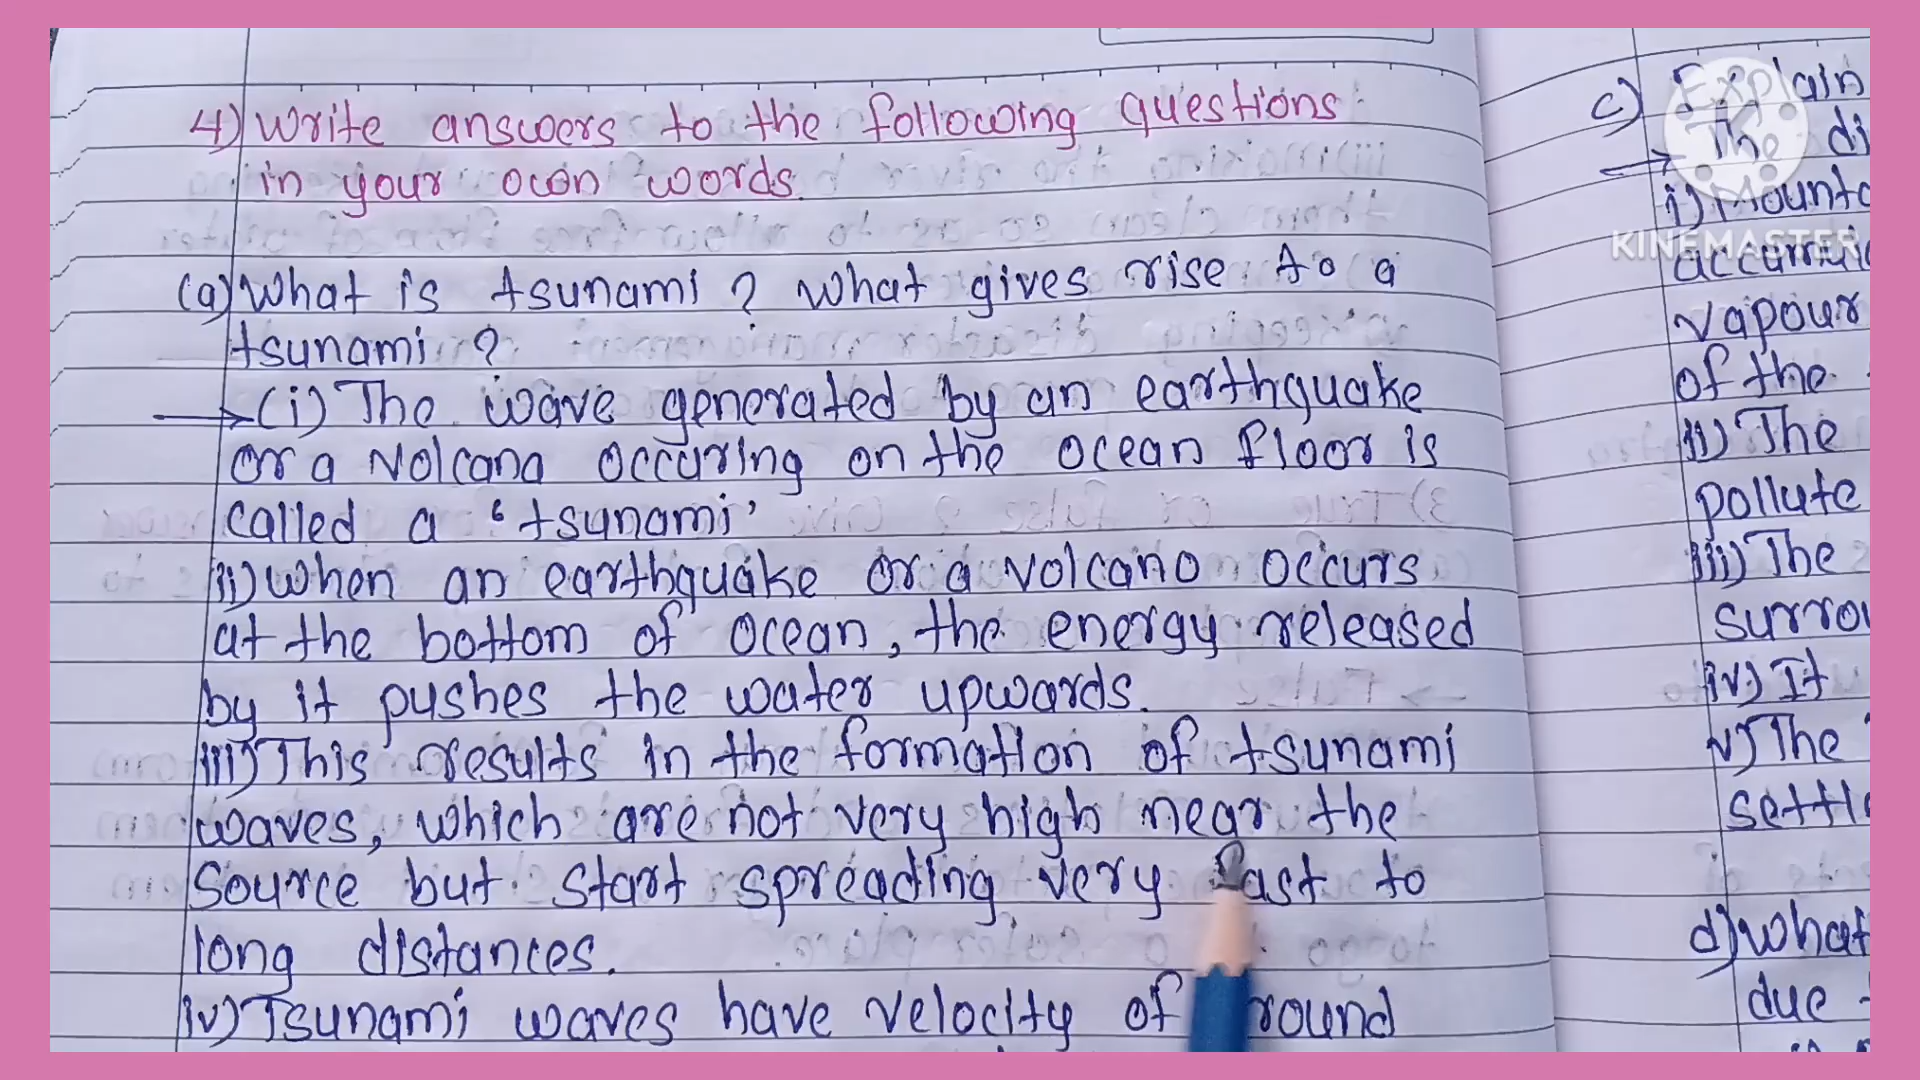 4) Write answers to the following questions
in your own words.
(a) What is tsunami ? What gives rise to a
tsunami ?
(i) The wave generated by an earthquake
or a volcano occuring on the ocean floor is
called a ‘tsunami’
ii) When an earthquake or a volcano occurs
at the bottom of ocean, the energy released
by it pushes the water upwards.
iii) This results in the formation of tsunami
waves, which are not very high near the
source but start spreading very fast to
long distances.
iv) Tsunami waves have velocity of round
c) Explain
The di
i) Mounta
vapour
of the
ii) The
pollute
iii) The
surrou
iv) It
v) The
settle
d) what
due
KINEMASTER